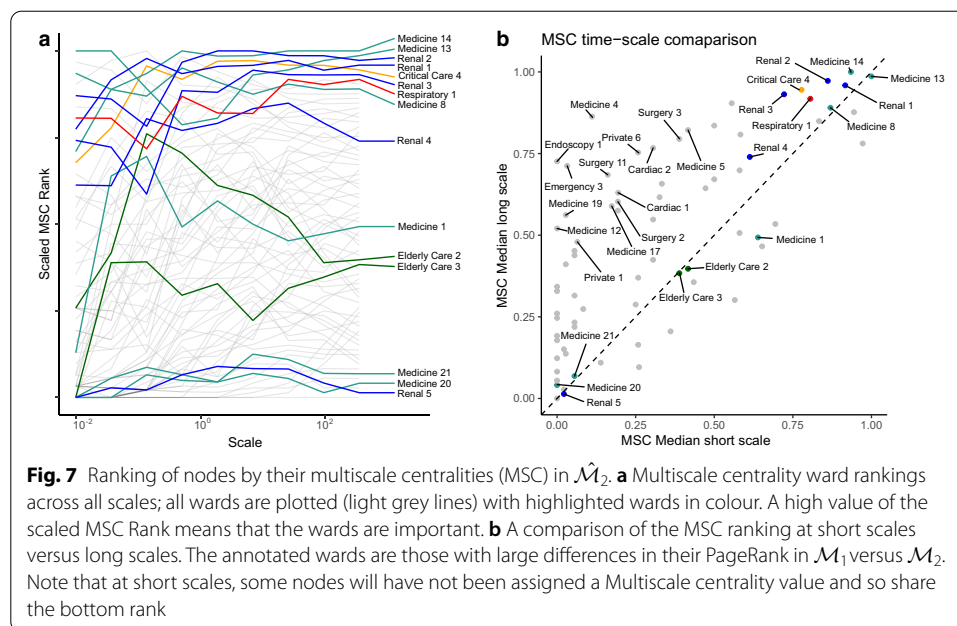 a
Medicine 14
Medicine 13
Renal 2
Renal 1
Critical Care 4
Renal 3
Respiratory 1
Medicine 8
Renal 4
Medicine 1
Elderly Care 2
Elderly Care 3
Medicine 21
Medicine 20
Renal 5
Scaled MSC Rank
10⁻² 10⁰ 10²
Scale
b MSC time-scale comaparison
Renal 2
Medicine 14
Critical Care 4
Medicine 13
Renal 3
Renal 1
Medicine 4
Surgery 3
Respiratory 1
Medicine 8
Private 6
Endoscopy 1
Renal 4
Cardiac 2
Medicine 5
Surgery 11
Emergency 3
Cardiac 1
Medicine 19
Surgery 2
Medicine 12
Medicine 17
Medicine 1
Private 1
Elderly Care 2
Elderly Care 3
Medicine 21
Medicine 20
Renal 5
1.00
0.75
0.50
0.25
0.00
MSC Median long scale
0.00 0.25 0.50 0.75 1.00
MSC Median short scale
Fig. 7 Ranking of nodes by their multiscale centralities (MSC) in M̂₂. a Multiscale centrality ward rankings
across all scales; all wards are plotted (light grey lines) with highlighted wards in colour. A high value of the
scaled MSC Rank means that the wards are important. b A comparison of the MSC ranking at short scales
versus long scales. The annotated wards are those with large differences in their PageRank in M₁ versus M₂.
Note that at short scales, some nodes will have not been assigned a Multiscale centrality value and so share
the bottom rank